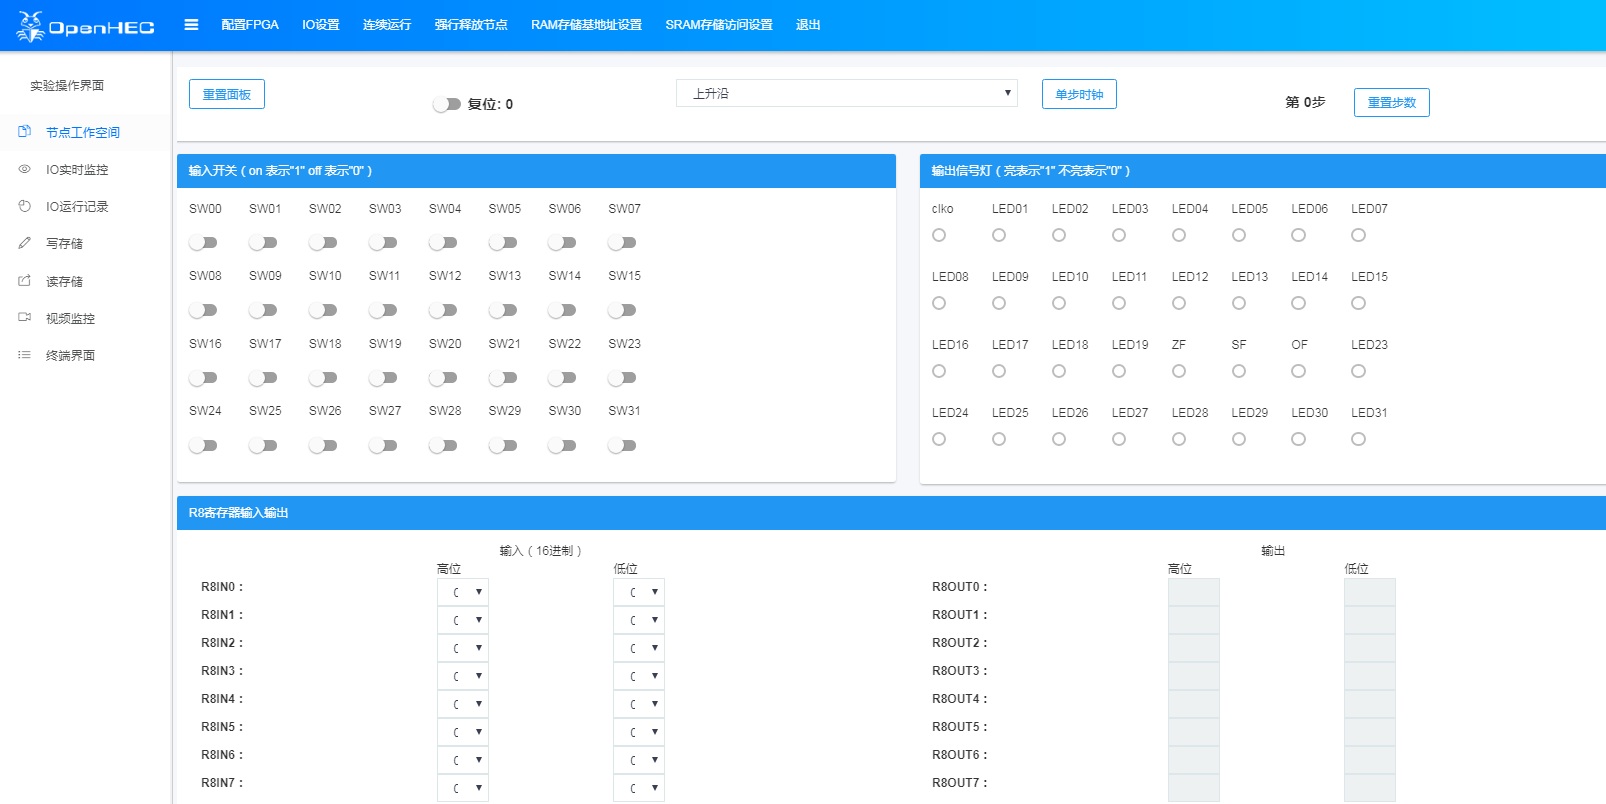 OpenHEC 配置FPGA IO设置 连续运行 强行释放节点 RAM存储基地址设置 SRAM存储访问设置 退出
实验操作界面
节点工作空间
IO实时监控
IO运行记录
写存储
读存储
视频监控
终端界面
重置面板 复位: 0 上升沿 单步时钟 第 0步 重置步数
输入开关（on 表示"1" off 表示"0"）
SW00 SW01 SW02 SW03 SW04 SW05 SW06 SW07
SW08 SW09 SW10 SW11 SW12 SW13 SW14 SW15
SW16 SW17 SW18 SW19 SW20 SW21 SW22 SW23
SW24 SW25 SW26 SW27 SW28 SW29 SW30 SW31
输出信号灯（亮表示"1" 不亮表示"0"）
clko LED01 LED02 LED03 LED04 LED05 LED06 LED07
LED08 LED09 LED10 LED11 LED12 LED13 LED14 LED15
LED16 LED17 LED18 LED19 ZF SF OF LED23
LED24 LED25 LED26 LED27 LED28 LED29 LED30 LED31
R8寄存器输入输出
输入（16进制）
高位 低位
R8IN0：
R8IN1：
R8IN2：
R8IN3：
R8IN4：
R8IN5：
R8IN6：
R8IN7：
输出
高位 低位
R8OUT0：
R8OUT1：
R8OUT2：
R8OUT3：
R8OUT4：
R8OUT5：
R8OUT6：
R8OUT7：